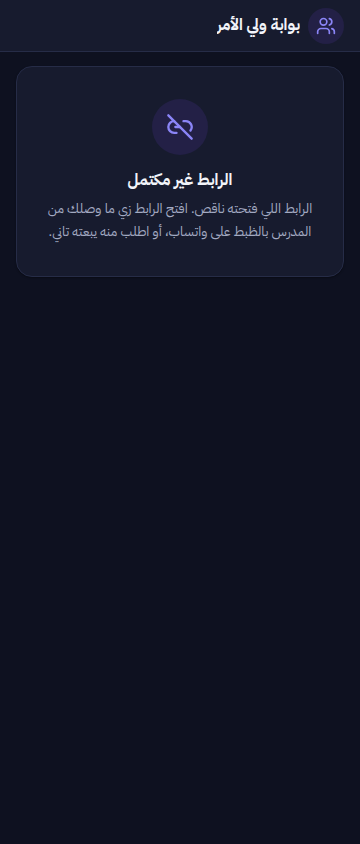 بوابة ولي الأمر
الرابط غير مكتمل
الرابط اللي فتحته ناقص. افتح الرابط زي ما وصلك من
المدرس بالظبط على واتساب، أو اطلب منه يبعته تاني.